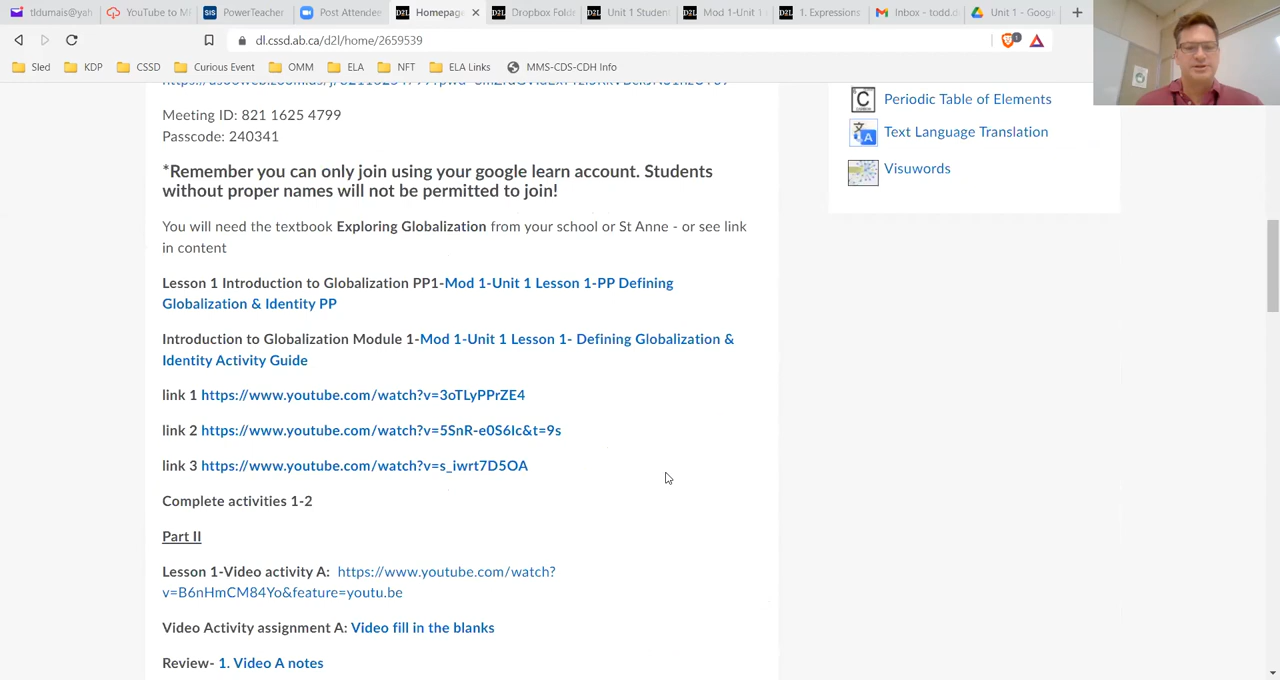 tldumais@yah
YouTube to MP
PowerTeacher
Post Attendee
Homepage
Dropbox Folde
Unit 1 Student
Mod 1-Unit 1
1. Expressions
Inbox - todd.d
Unit 1 - Goog
dl.cssd.ab.ca/d2l/home/2659539
Sled
KDP
CSSD
Curious Event
OMM
ELA
NFT
ELA Links
MMS-CDS-CDH Info
Meeting ID: 821 1625 4799
Passcode: 240341
*Remember you can only join using your google learn account. Students
without proper names will not be permitted to join!
You will need the textbook Exploring Globalization from your school or St Anne - or see link
in content
Lesson 1 Introduction to Globalization PP1-Mod 1-Unit 1 Lesson 1-PP Defining
Globalization & Identity PP
Introduction to Globalization Module 1-Mod 1-Unit 1 Lesson 1- Defining Globalization &
Identity Activity Guide
link 1 https://www.youtube.com/watch?v=3oTLyPPrZE4
link 2 https://www.youtube.com/watch?v=5SnR-e0S6Ic&t=9s
link 3 https://www.youtube.com/watch?v=s_iwrt7D5OA
Complete activities 1-2
Part II
Lesson 1-Video activity A: https://www.youtube.com/watch?
v=B6nHmCM84Yo&feature=youtu.be
Video Activity assignment A: Video fill in the blanks
Review- 1. Video A notes
Periodic Table of Elements
Text Language Translation
Visuwords